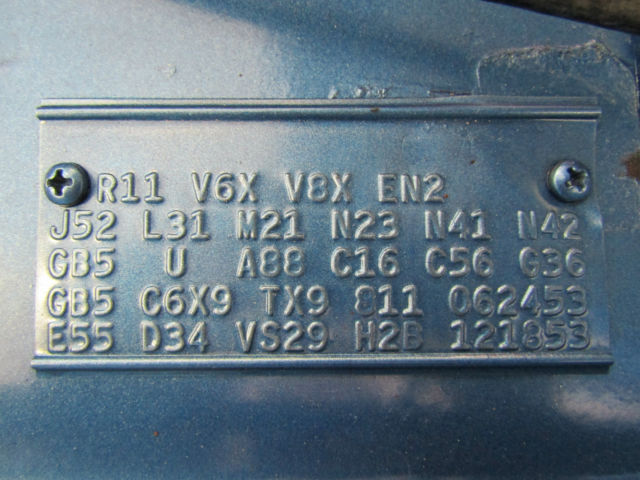 R11 V6X V8X EN2
J52 L31 M21 N23 N41 N42
GB5 U A88 C16 C56 G36
GB5 C6X9 TX9 811 062453
E55 D34 VS29 H2B 121853